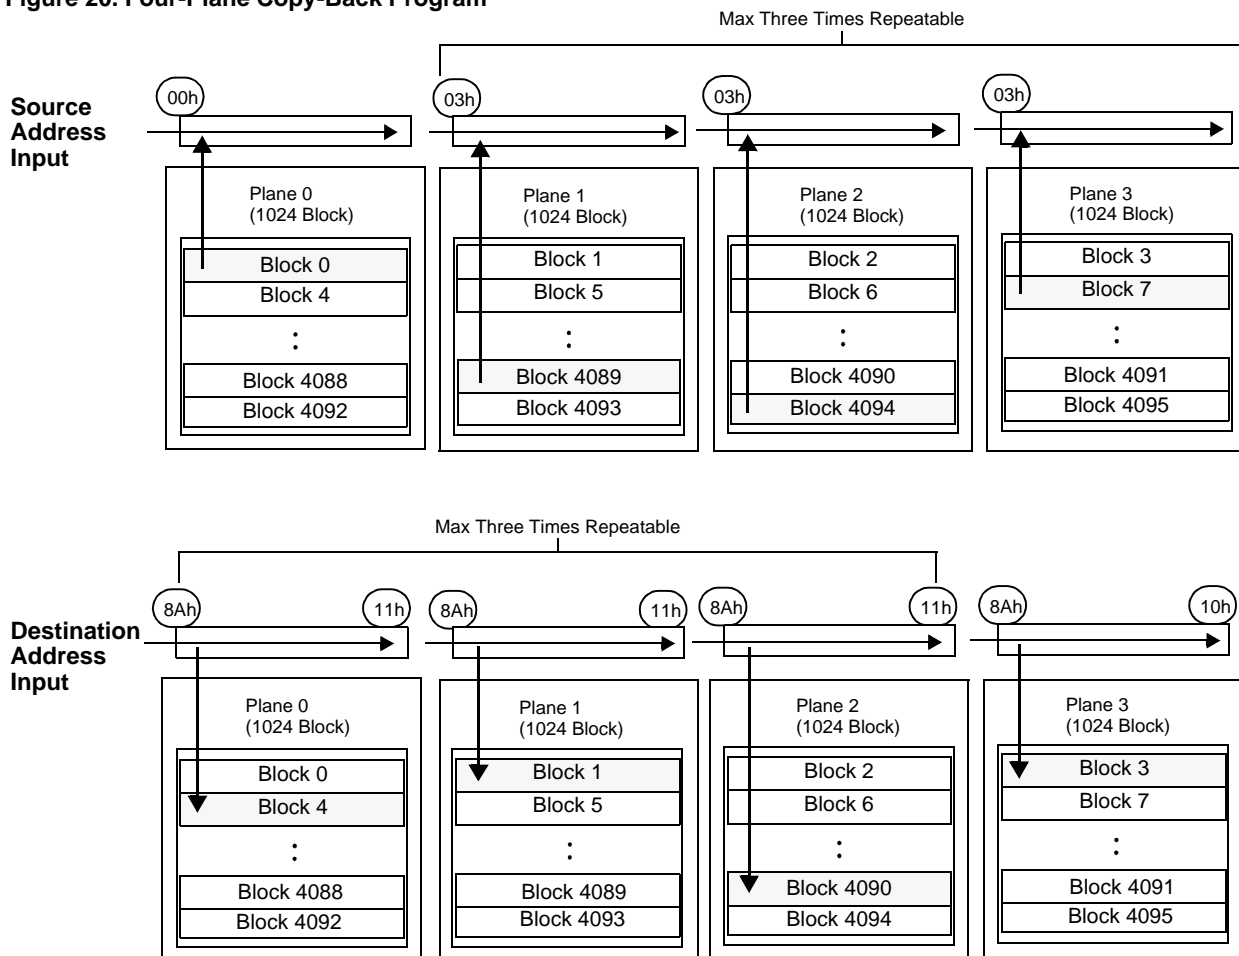 Figure 20. Four-Plane Copy-Back Program
Max Three Times Repeatable
Source
Address
Input
00h
03h
03h
03h
Plane 0
(1024 Block)
Block 0
Block 4
:
Block 4088
Block 4092
Plane 1
(1024 Block)
Block 1
Block 5
:
Block 4089
Block 4093
Plane 2
(1024 Block)
Block 2
Block 6
:
Block 4090
Block 4094
Plane 3
(1024 Block)
Block 3
Block 7
:
Block 4091
Block 4095
Max Three Times Repeatable
Destination
Address
Input
8Ah
11h
8Ah
11h
8Ah
11h
8Ah
10h
Plane 0
(1024 Block)
Block 0
Block 4
:
Block 4088
Block 4092
Plane 1
(1024 Block)
Block 1
Block 5
:
Block 4089
Block 4093
Plane 2
(1024 Block)
Block 2
Block 6
:
Block 4090
Block 4094
Plane 3
(1024 Block)
Block 3
Block 7
:
Block 4091
Block 4095